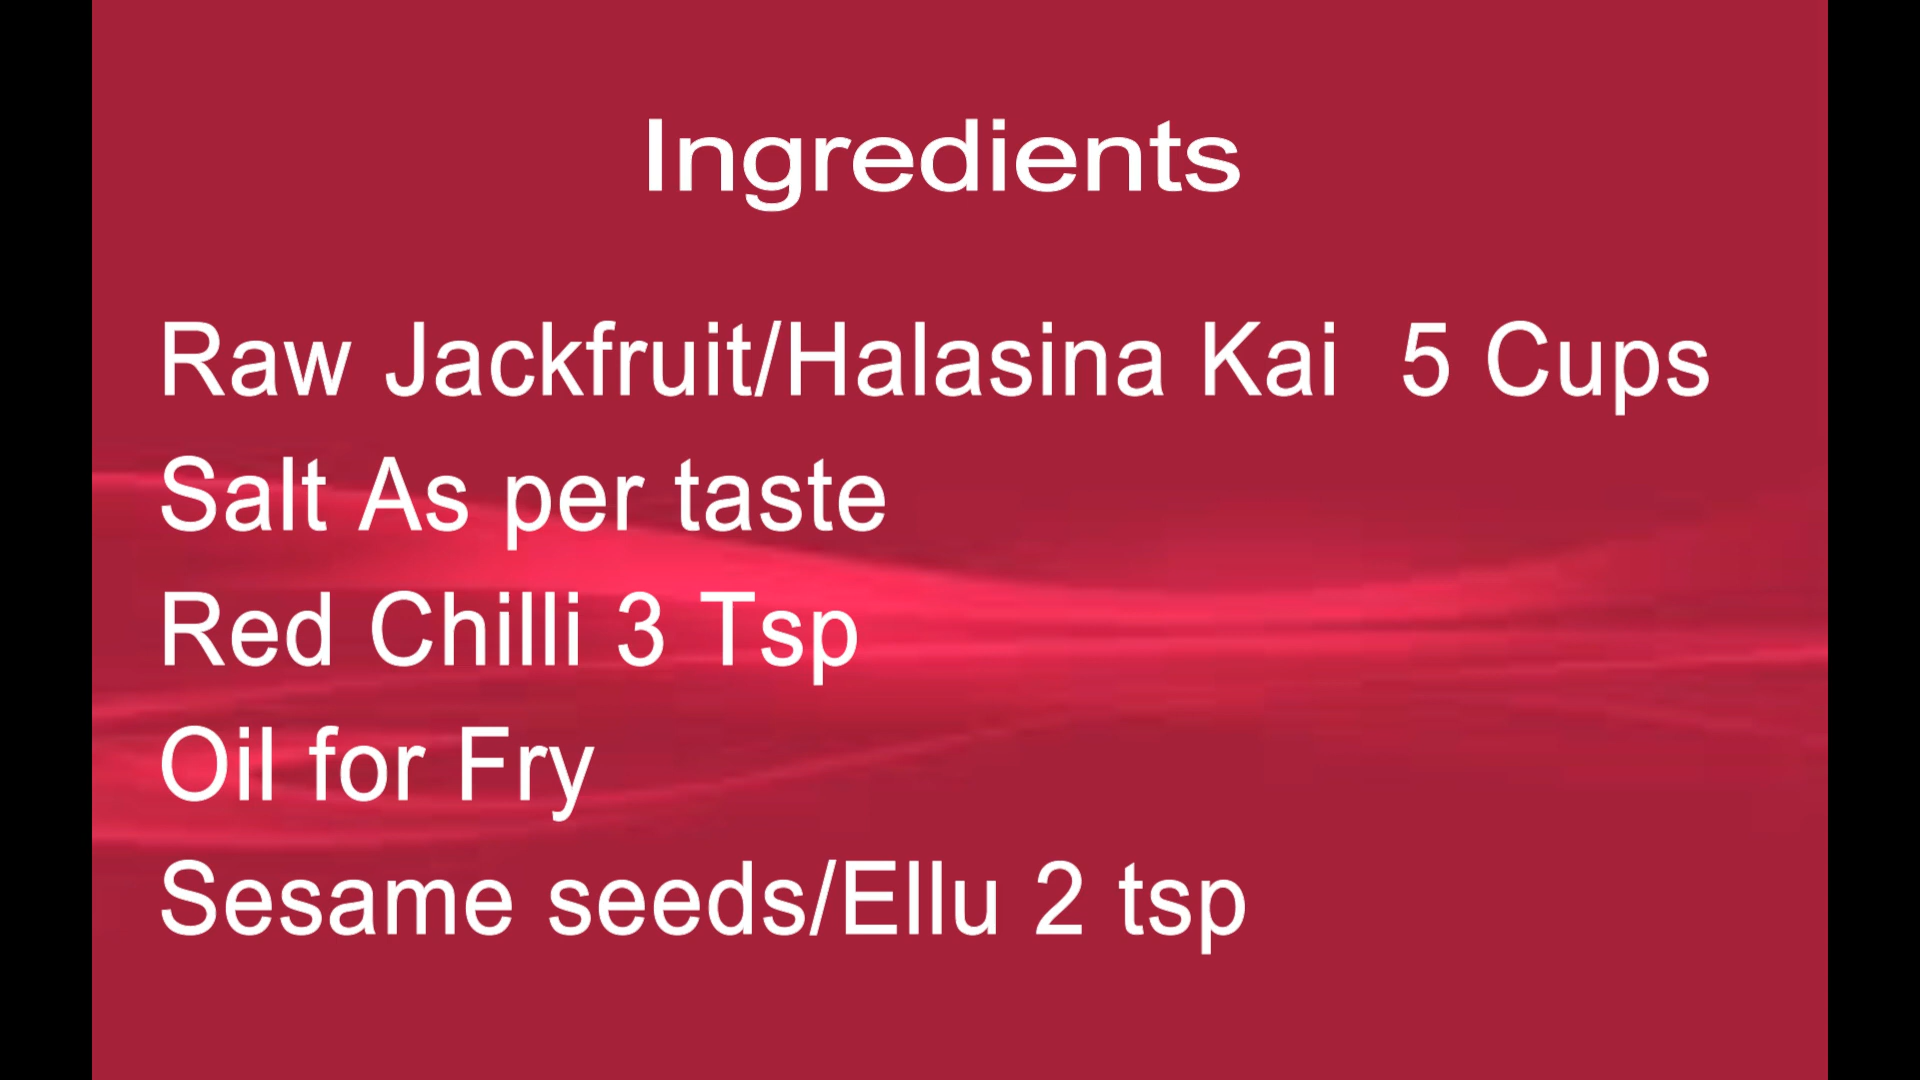 Ingredients
Raw Jackfruit/Halasina Kai  5 Cups
Salt As per taste
Red Chilli 3 Tsp
Oil for Fry
Sesame seeds/Ellu 2 tsp